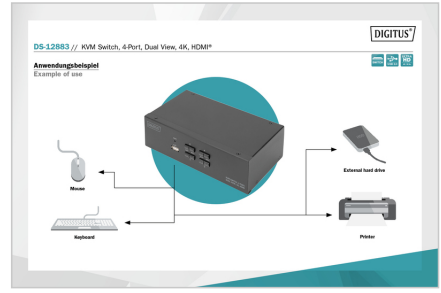 DIGITUS®
DS-12883 // KVM Switch, 4-Port, Dual View, 4K, HDMI®
Anwendungsbeispiel
Example of use
Mouse
External hard drive
Keyboard
Printer